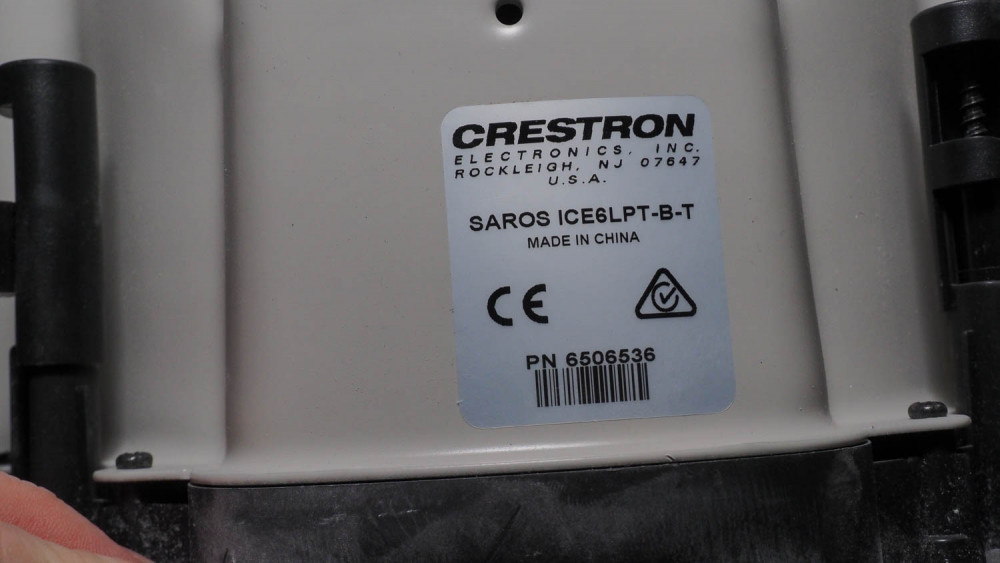 CRESTRON
ELECTRONICS, INC.
ROCKLEIGH, NJ 07647
U.S.A.
SAROS ICE6LPT-B-T
MADE IN CHINA
CE
PN 6506536